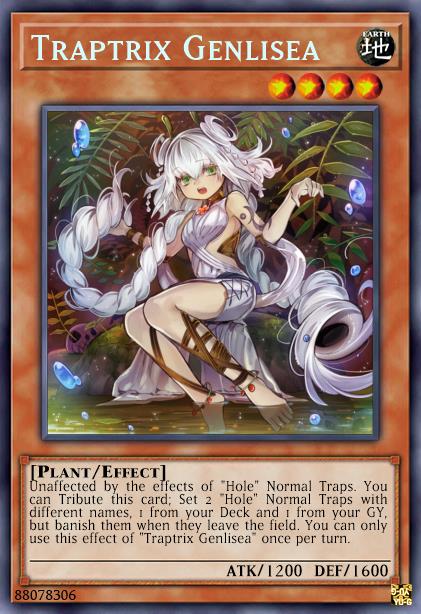 TRAPTRIX GENLISEA
EARTH
地
[PLANT/EFFECT]
Unaffected by the effects of "Hole" Normal Traps. You
can Tribute this card; Set 2 "Hole" Normal Traps with
different names, 1 from your Deck and 1 from your GY,
but banish them when they leave the field. You can only
use this effect of "Traptrix Genlisea" once per turn.
ATK/1200 DEF/1600
88078306